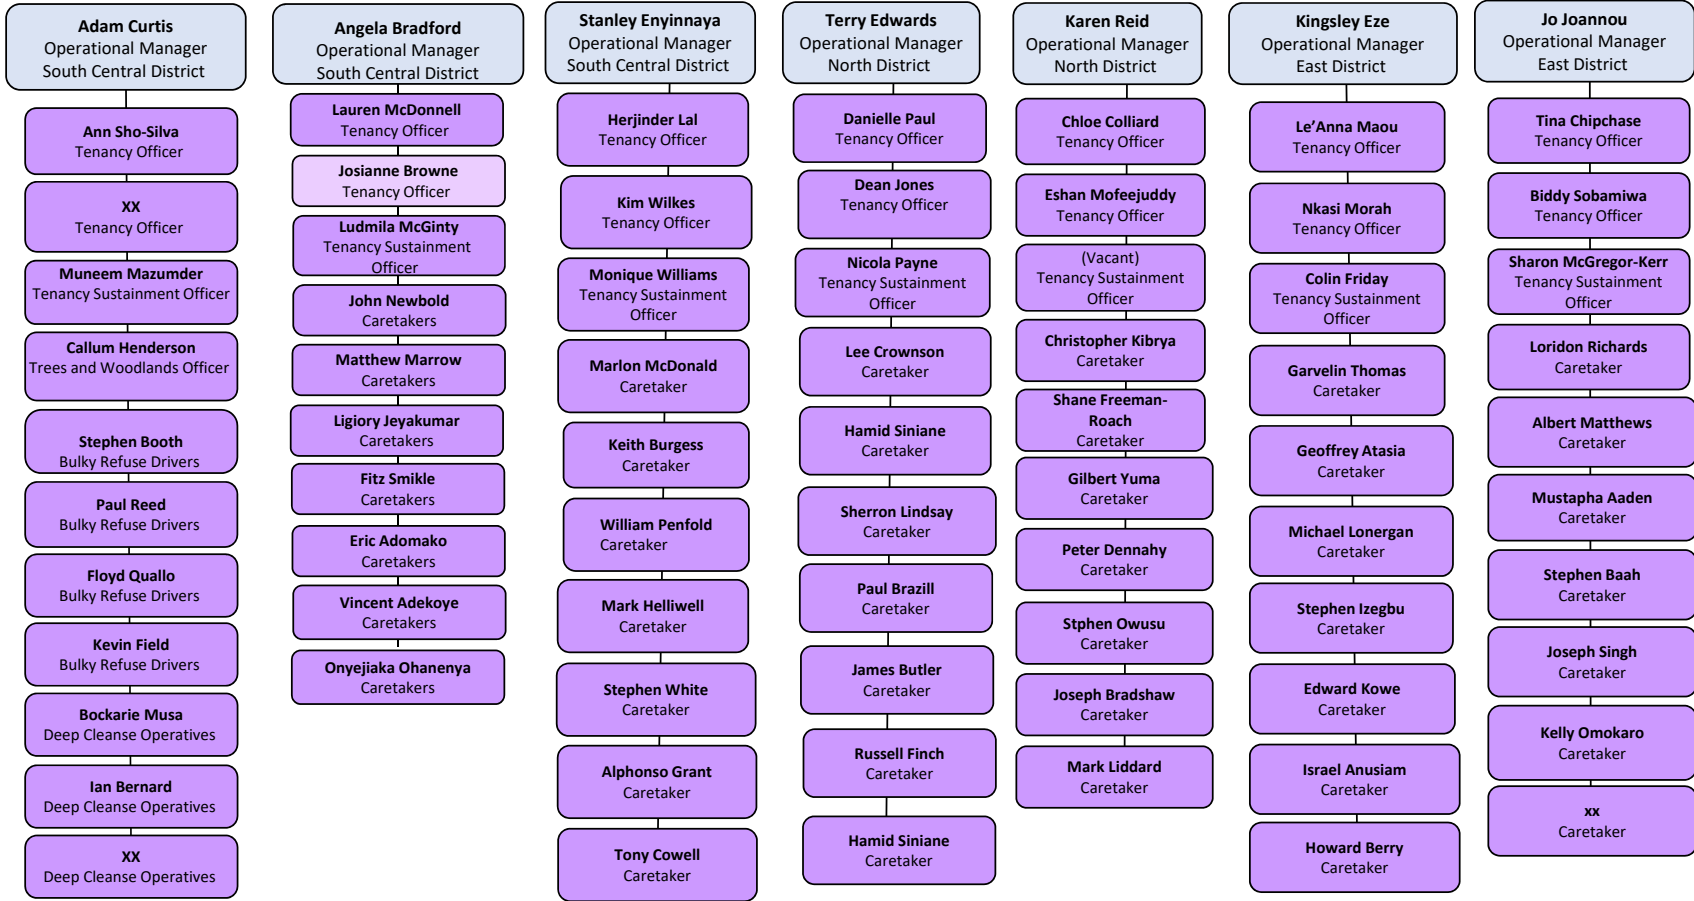 Adam Curtis
Operational Manager
South Central District
Ann Sho-Silva
Tenancy Officer
XX
Tenancy Officer
Muneem Mazumder
Tenancy Sustainment Officer
Callum Henderson
Trees and Woodlands Officer
Stephen Booth
Bulky Refuse Drivers
Paul Reed
Bulky Refuse Drivers
Floyd Quallo
Bulky Refuse Drivers
Kevin Field
Bulky Refuse Drivers
Bockarie Musa
Deep Cleanse Operatives
Ian Bernard
Deep Cleanse Operatives
XX
Deep Cleanse Operatives
Angela Bradford
Operational Manager
South Central District
Lauren McDonnell
Tenancy Officer
Josianne Browne
Tenancy Officer
Ludmila McGinty
Tenancy Sustainment
Officer
John Newbold
Caretakers
Matthew Marrow
Caretakers
Ligiory Jeyakumar
Caretakers
Fitz Smikle
Caretakers
Eric Adomako
Caretakers
Vincent Adekoye
Caretakers
Onyejiaka Ohanenya
Caretakers
Stanley Enyinnaya
Operational Manager
South Central District
Herjinder Lal
Tenancy Officer
Kim Wilkes
Tenancy Officer
Monique Williams
Tenancy Sustainment
Officer
Marlon McDonald
Caretaker
Keith Burgess
Caretaker
William Penfold
Caretaker
Mark Helliwell
Caretaker
Stephen White
Caretaker
Alphonso Grant
Caretaker
Tony Cowell
Caretaker
Terry Edwards
Operational Manager
North District
Danielle Paul
Tenancy Officer
Dean Jones
Tenancy Officer
Nicola Payne
Tenancy Sustainment
Officer
Lee Crownson
Caretaker
Hamid Siniane
Caretaker
Sherron Lindsay
Caretaker
Paul Brazill
Caretaker
James Butler
Caretaker
Russell Finch
Caretaker
Hamid Siniane
Caretaker
Karen Reid
Operational Manager
North District
Chloe Colliard
Tenancy Officer
Eshan Mofeejuddy
Tenancy Officer
(Vacant)
Tenancy Sustainment
Officer
Christopher Kibrya
Caretaker
Shane Freeman-
Roach
Caretaker
Gilbert Yuma
Caretaker
Peter Dennahy
Caretaker
Stphen Owusu
Caretaker
Joseph Bradshaw
Caretaker
Mark Liddard
Caretaker
Kingsley Eze
Operational Manager
East District
Le’Anna Maou
Tenancy Officer
Nkasi Morah
Tenancy Officer
Colin Friday
Tenancy Sustainment
Officer
Garvelin Thomas
Caretaker
Geoffrey Atasia
Caretaker
Michael Lonergan
Caretaker
Stephen Izegbu
Caretaker
Edward Kowe
Caretaker
Israel Anusiam
Caretaker
Howard Berry
Caretaker
Jo Joannou
Operational Manager
East District
Tina Chipchase
Tenancy Officer
Biddy Sobamiwa
Tenancy Officer
Sharon McGregor-Kerr
Tenancy Sustainment
Officer
Loridon Richards
Caretaker
Albert Matthews
Caretaker
Mustapha Aaden
Caretaker
Stephen Baah
Caretaker
Joseph Singh
Caretaker
Kelly Omokaro
Caretaker
xx
Caretaker